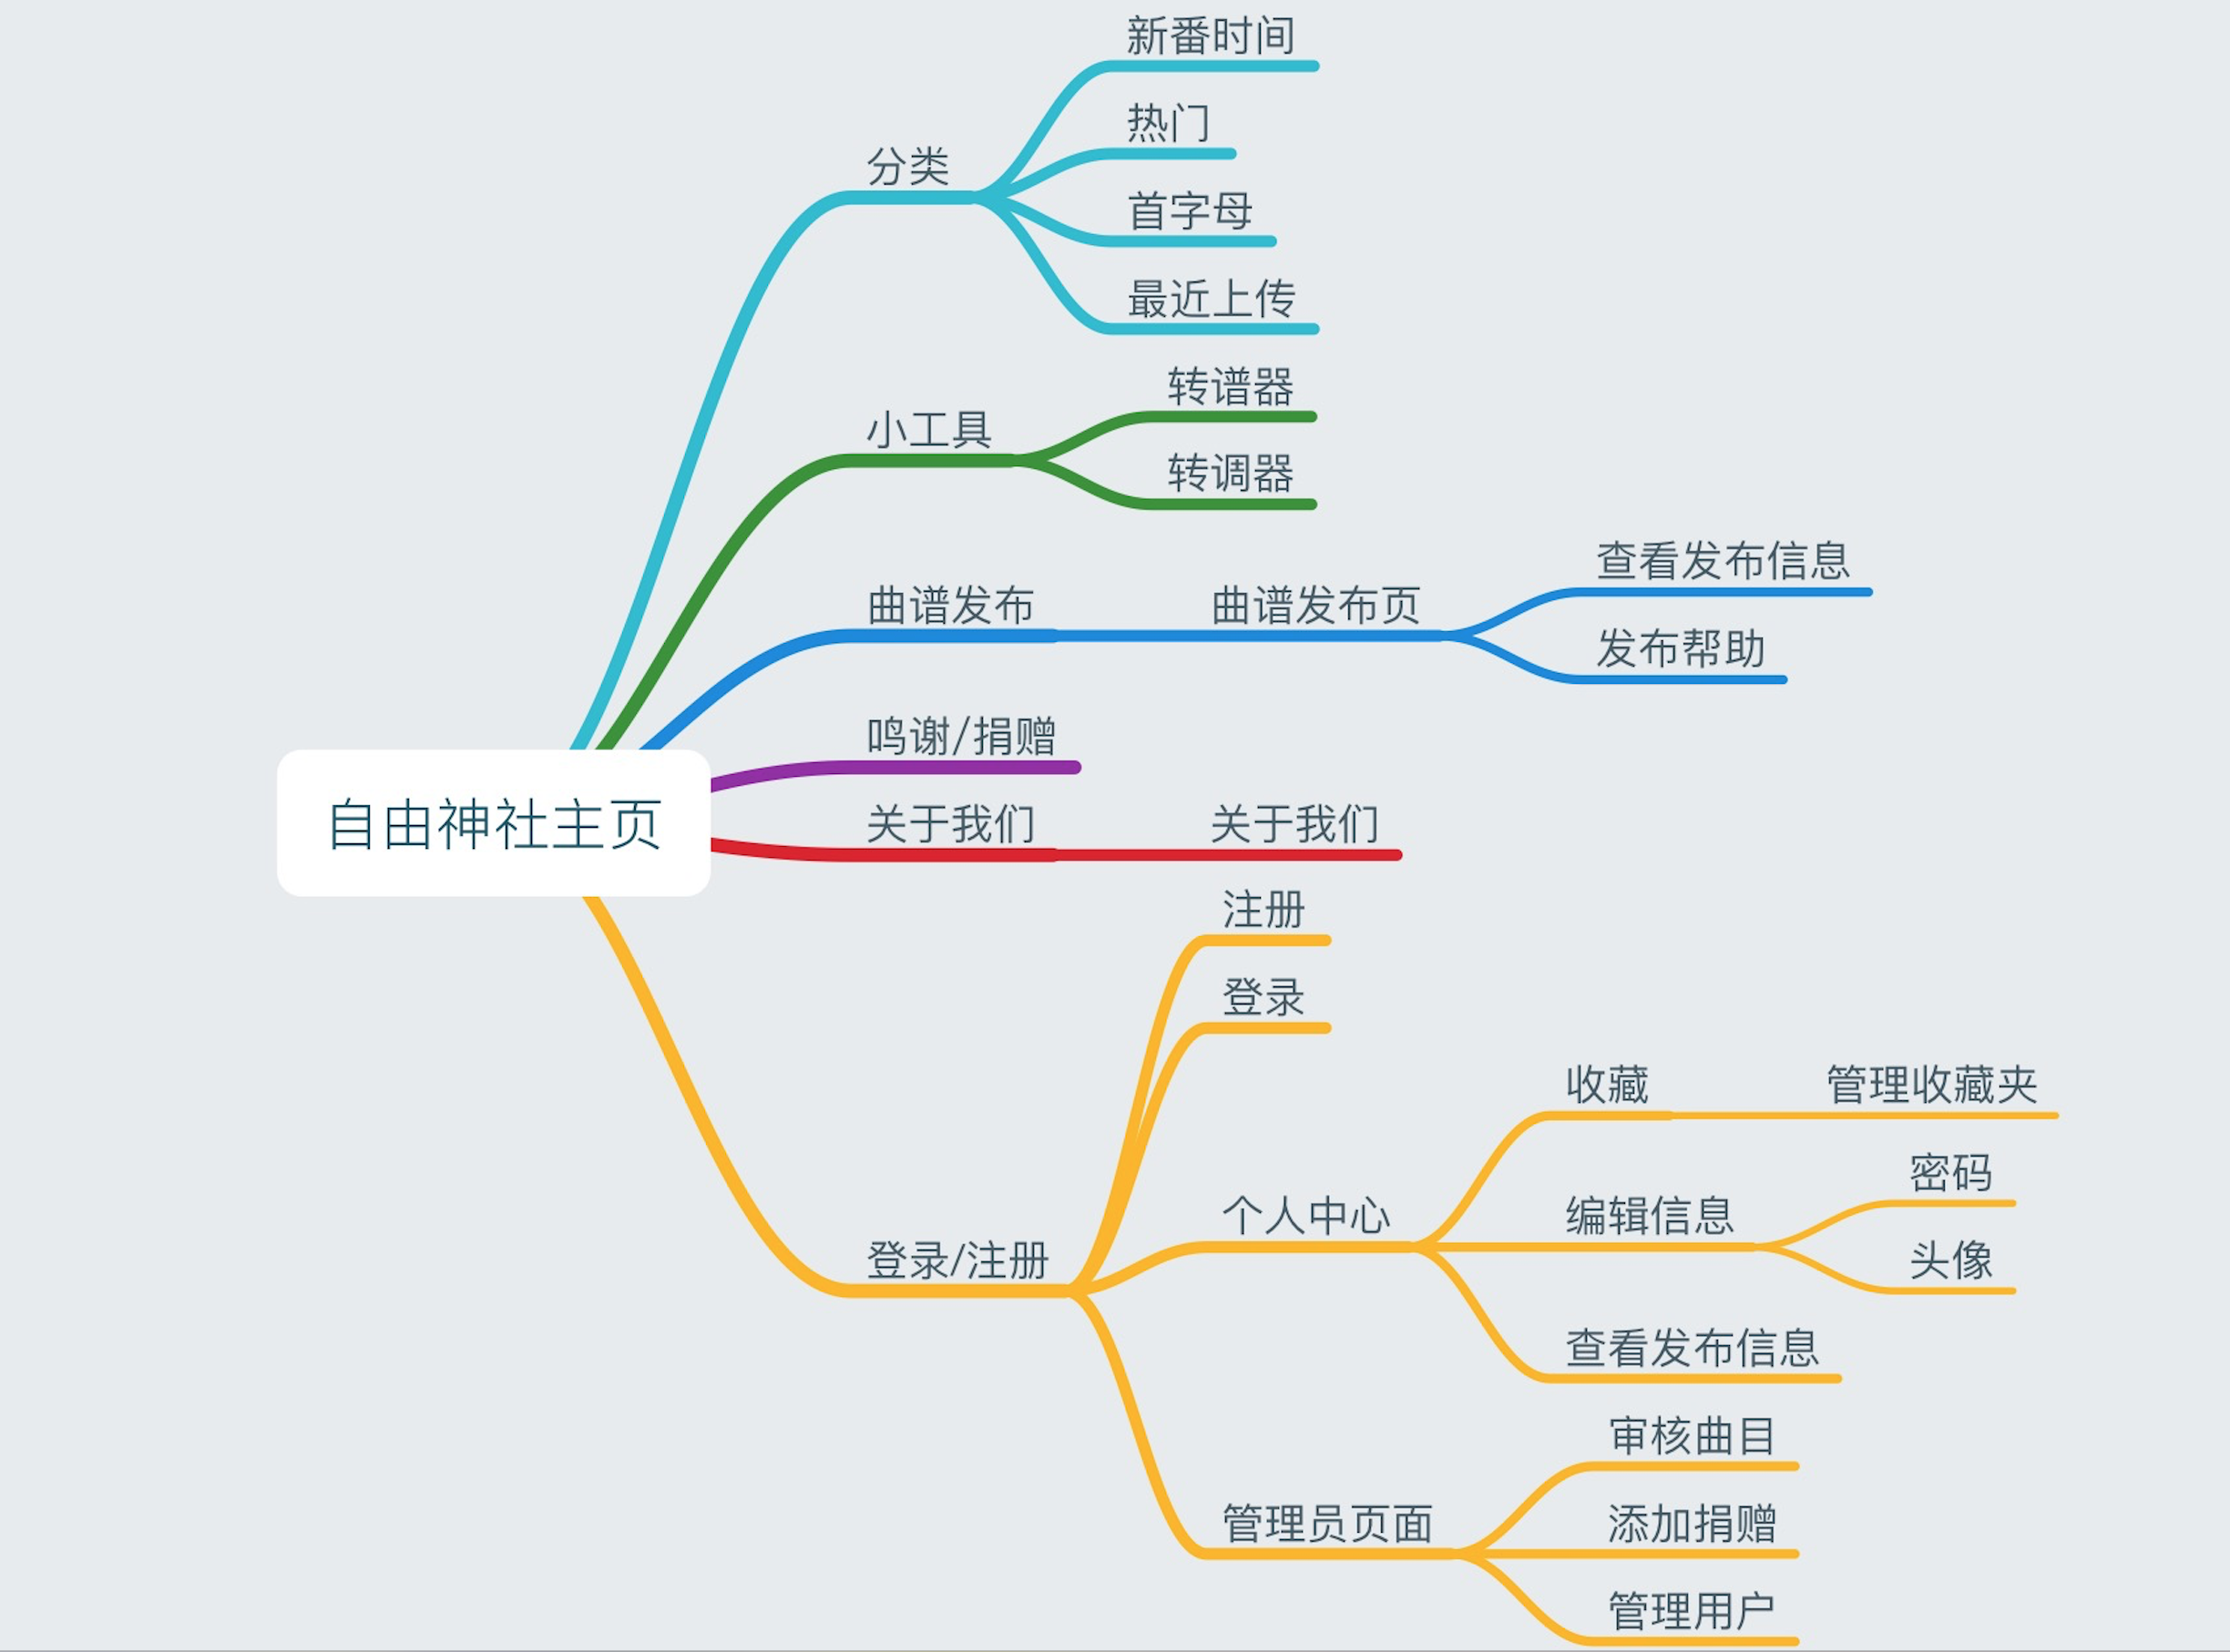 新番时间
热门
分类
首字母
最近上传
转谱器
小工具
转调器
查看发布信息
曲谱发布
曲谱发布页
发布帮助
鸣谢/捐赠
自由神社主页
关于我们
关于我们
注册
登录
收藏
管理收藏夹
密码
个人中心
编辑信息
头像
登录/注册
查看发布信息
审核曲目
管理员页面
添加捐赠
管理用户